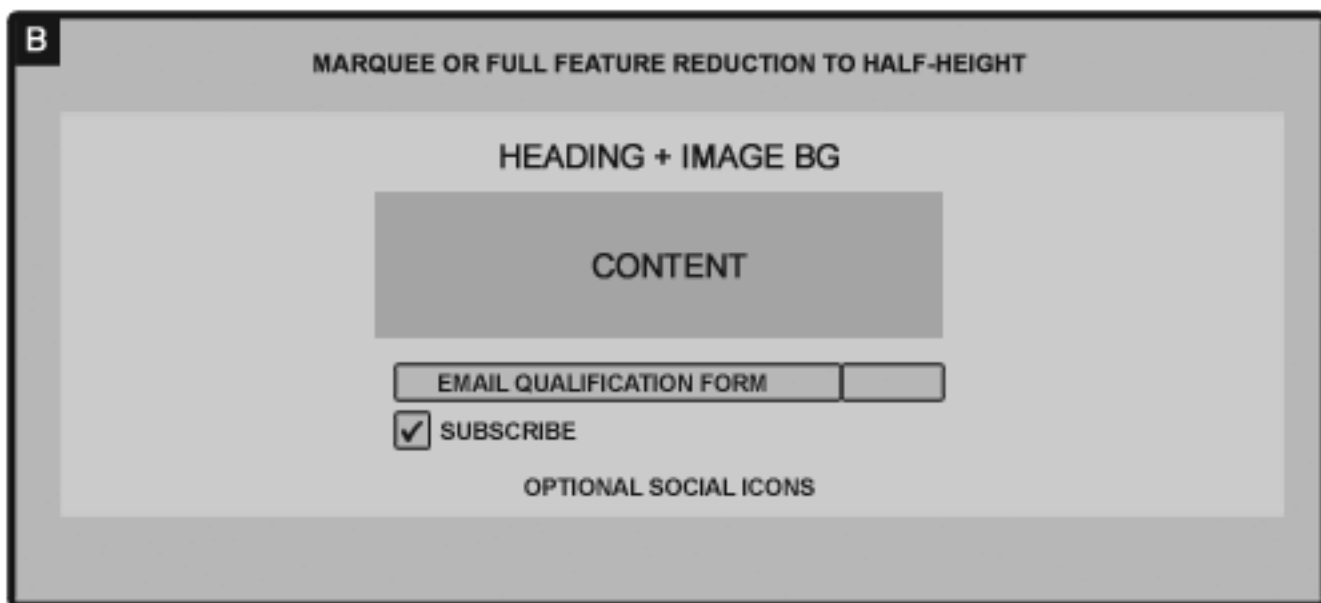 B
MARQUEE OR FULL FEATURE REDUCTION TO HALF-HEIGHT
HEADING + IMAGE BG
CONTENT
EMAIL QUALIFICATION FORM
SUBSCRIBE
OPTIONAL SOCIAL ICONS